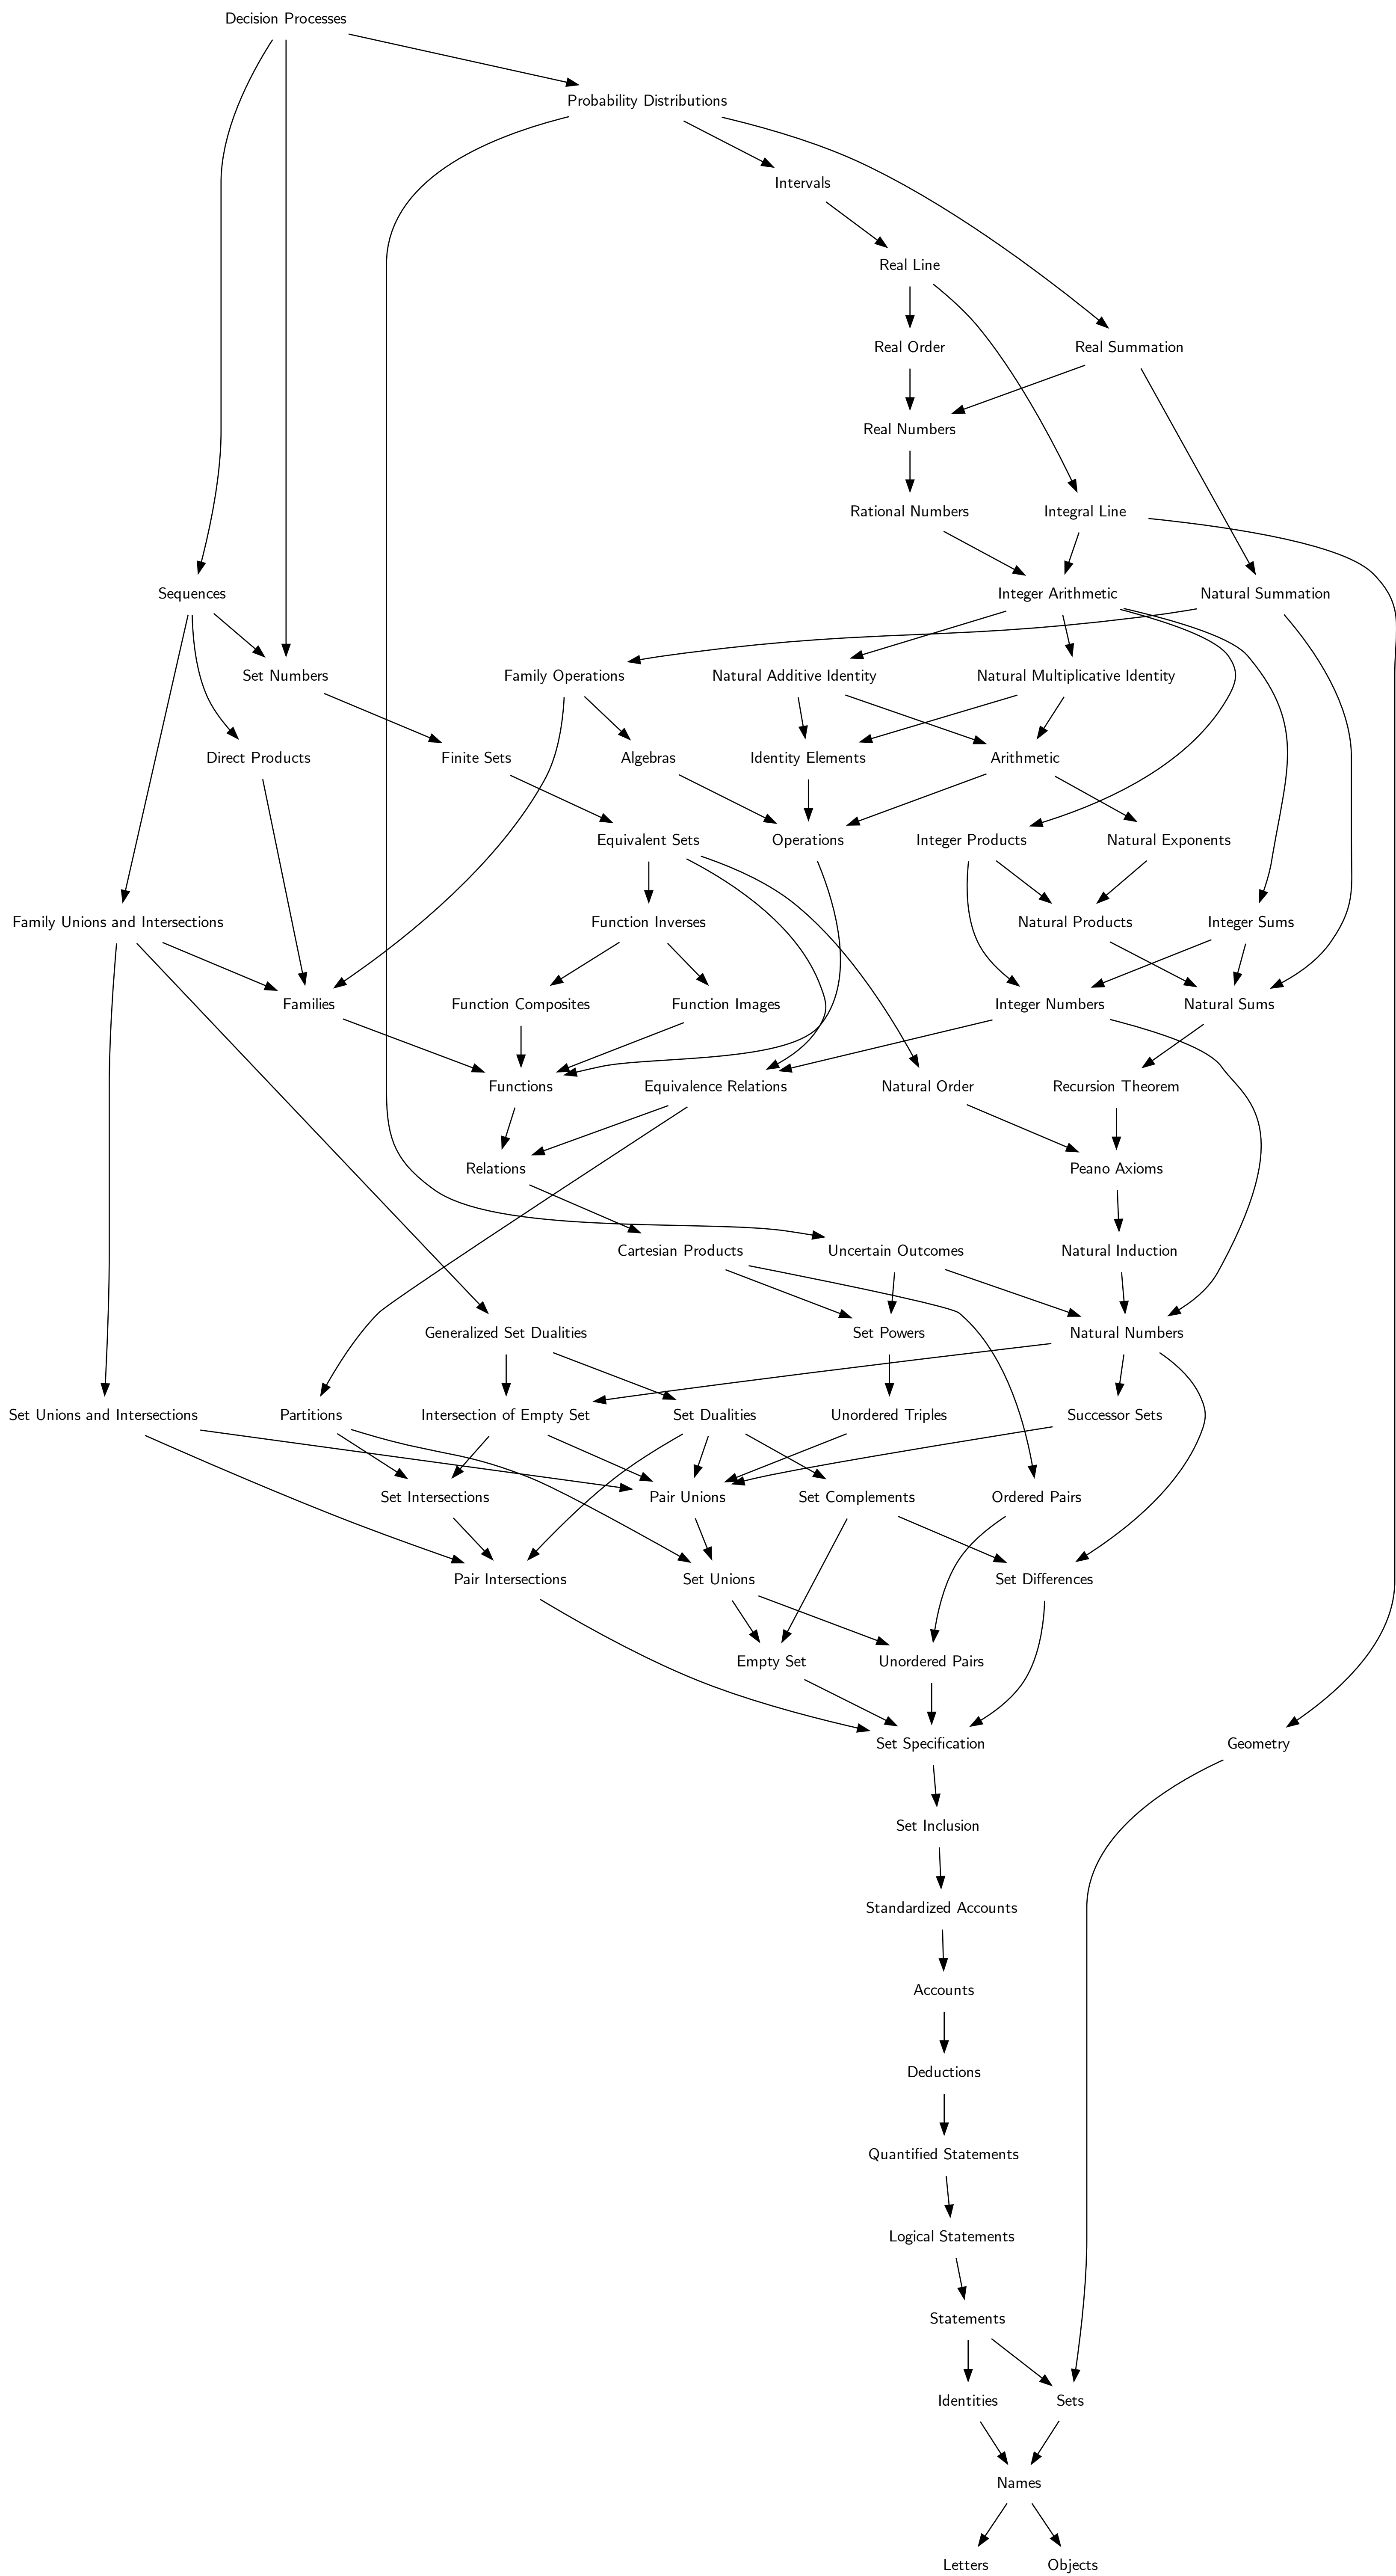 Decision Processes
Probability Distributions
Intervals
Real Line
Real Order
Real Summation
Real Numbers
Rational Numbers
Integral Line
Sequences
Integer Arithmetic
Natural Summation
Set Numbers
Family Operations
Natural Additive Identity
Natural Multiplicative Identity
Direct Products
Finite Sets
Algebras
Identity Elements
Arithmetic
Equivalent Sets
Operations
Integer Products
Natural Exponents
Family Unions and Intersections
Function Inverses
Natural Products
Integer Sums
Families
Function Composites
Function Images
Integer Numbers
Natural Sums
Functions
Equivalence Relations
Natural Order
Recursion Theorem
Relations
Peano Axioms
Cartesian Products
Uncertain Outcomes
Natural Induction
Generalized Set Dualities
Set Powers
Natural Numbers
Set Unions and Intersections
Partitions
Intersection of Empty Set
Set Dualities
Unordered Triples
Successor Sets
Set Intersections
Pair Unions
Set Complements
Ordered Pairs
Pair Intersections
Set Unions
Set Differences
Empty Set
Unordered Pairs
Set Specification
Geometry
Set Inclusion
Standardized Accounts
Accounts
Deductions
Quantified Statements
Logical Statements
Statements
Identities
Sets
Names
Letters
Objects